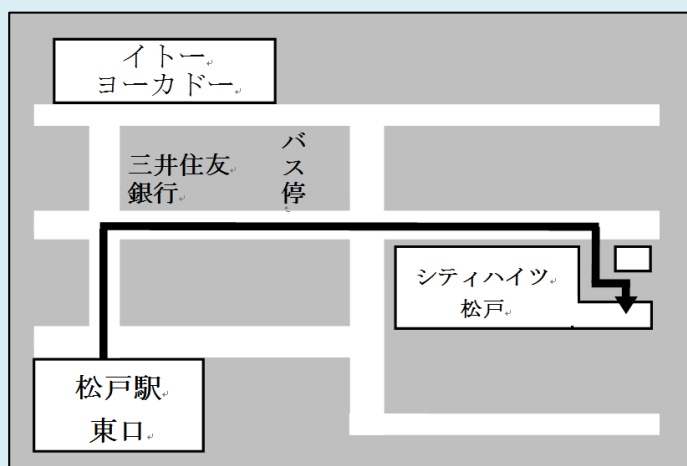 イトー
ヨーカドー
三井住友
銀行
バス停
シティハイツ
松戸
松戸駅
東口